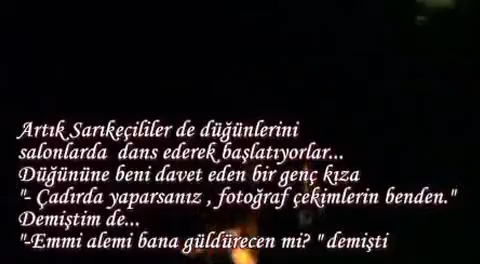 Artık Sarıkeçililer de düğünlerini
salonlarda dans ederek başlatıyorlar...
Düğününe beni davet eden bir genç kıza
"- Çadırda yaparsanız , fotoğraf çekimlerin benden."
Demiştim de...
"-Emmi alemi bana güldürecen mi? " demişti